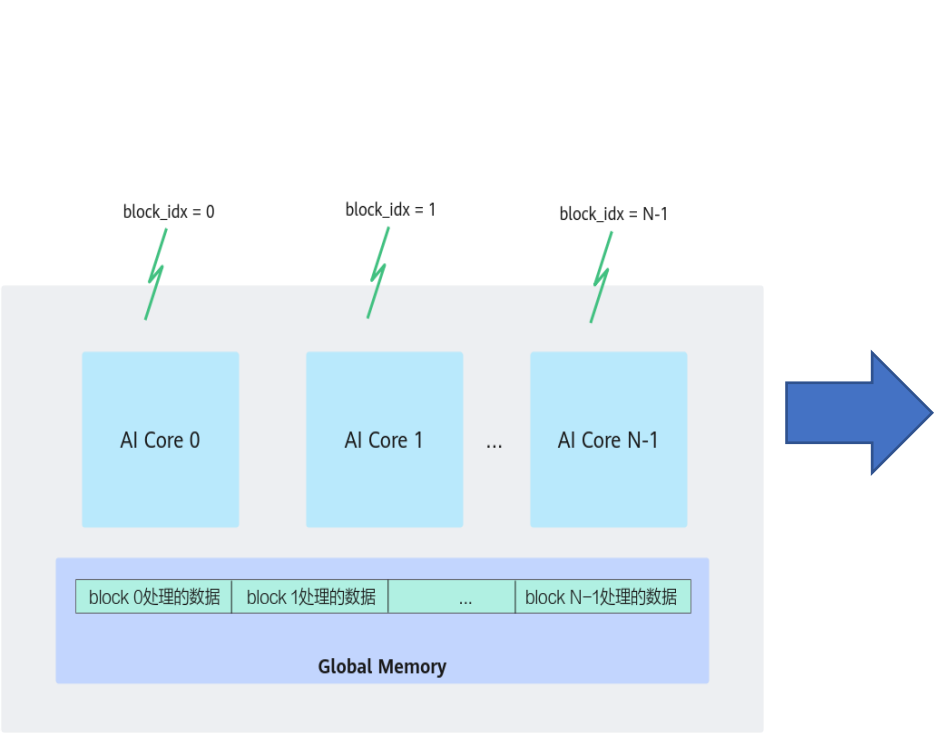 block_idx = 0
block_idx = 1
block_idx = N-1
AI Core 0
AI Core 1
...
AI Core N-1
block 0处理的数据
block 1处理的数据
...
block N-1处理的数据
Global Memory